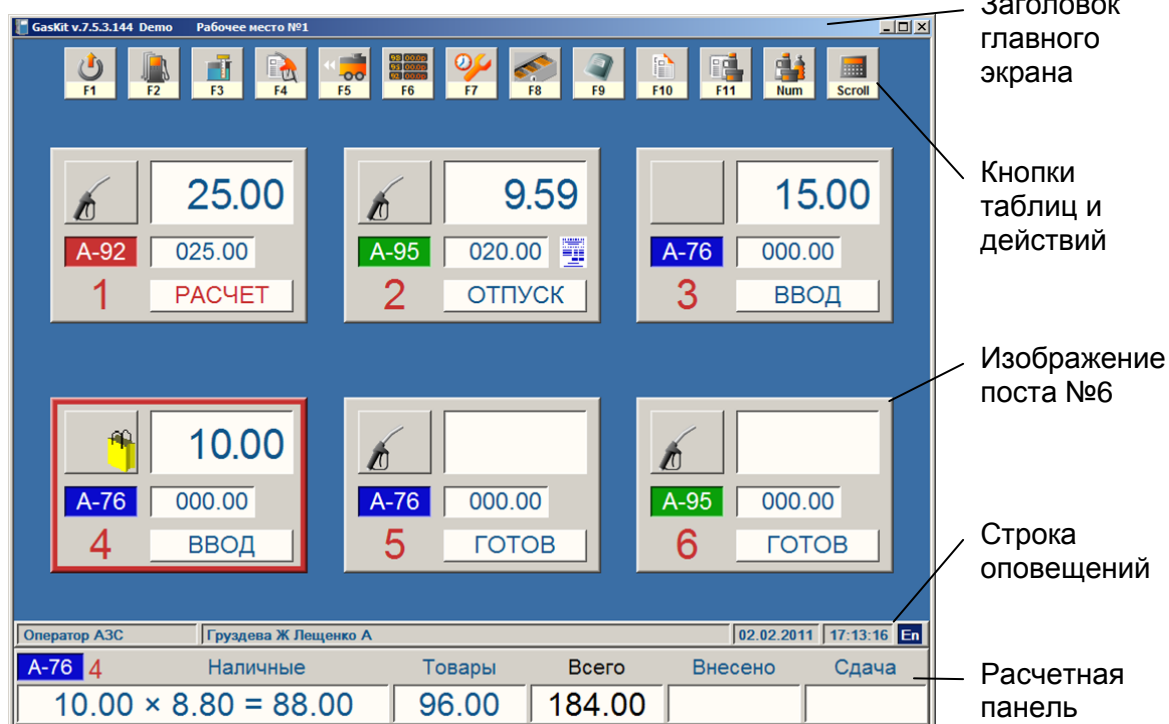 GasKit v.7.5.3.144 Demo Рабочее место №1
F1 F2 F3 F4 F5 F6 F7 F8 F9 F10 F11 Num Scroll
25.00
А-92 025.00
1 РАСЧЕТ
9.59
А-95 020.00
2 ОТПУСК
15.00
А-76 000.00
3 ВВОД
10.00
А-76 000.00
4 ВВОД
А-76 000.00
5 ГОТОВ
А-95 000.00
6 ГОТОВ
Оператор АЗС Груздева Ж Лещенко А 02.02.2011 17:13:16 En
А-76 4 Наличные Товары Всего Внесено Сдача
10.00 × 8.80 = 88.00 96.00 184.00
Заголовок
главного
экрана
Кнопки
таблиц и
действий
Изображение
поста №6
Строка
оповещений
Расчетная
панель